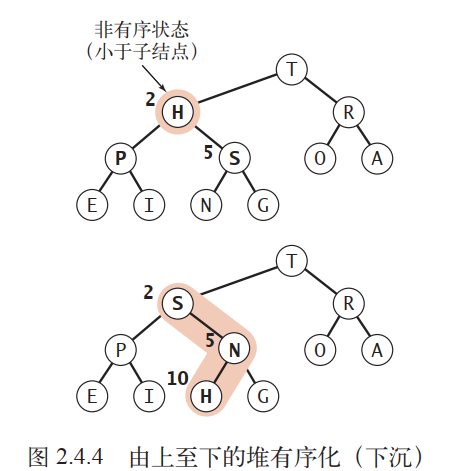 非有序状态
(小于子结点)
T
2 H R
P 5 S O A
E I N G
T
2 S R
P 5 N O A
10
E I H G
图 2.4.4 由上至下的堆有序化(下沉)